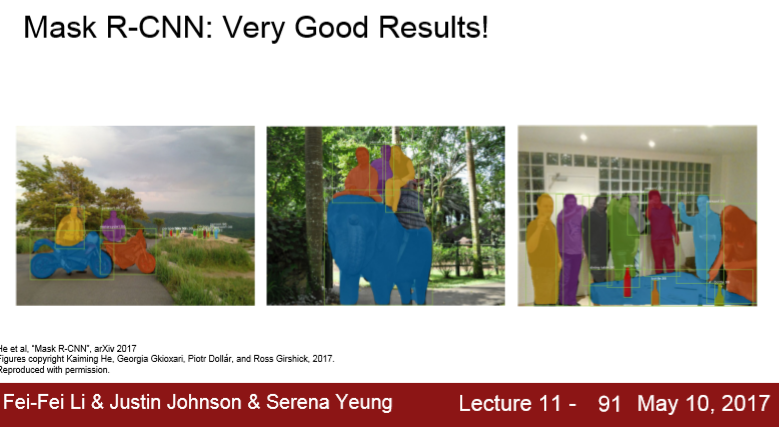 Mask R-CNN: Very Good Results!
He et al, “Mask R-CNN”, arXiv 2017
Figures copyright Kaiming He, Georgia Gkioxari, Piotr Dollár, and Ross Girshick, 2017.
Reproduced with permission.
Fei-Fei Li & Justin Johnson & Serena Yeung
Lecture 11 - 91 May 10, 2017